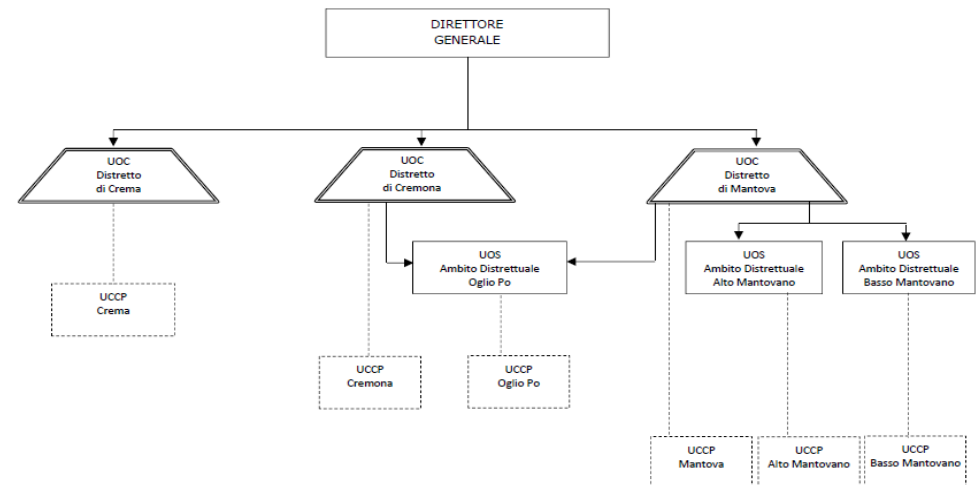 DIRETTORE
GENERALE
UOC
Distretto
di Crema
UOC
Distretto
di Cremona
UOC
Distretto
di Mantova
UOS
Ambito Distrettuale
Oglio Po
UOS
Ambito Distrettuale
Alto Mantovano
UOS
Ambito Distrettuale
Basso Mantovano
UCCP
Crema
UCCP
Cremona
UCCP
Oglio Po
UCCP
Mantova
UCCP
Alto Mantovano
UCCP
Basso Mantovano